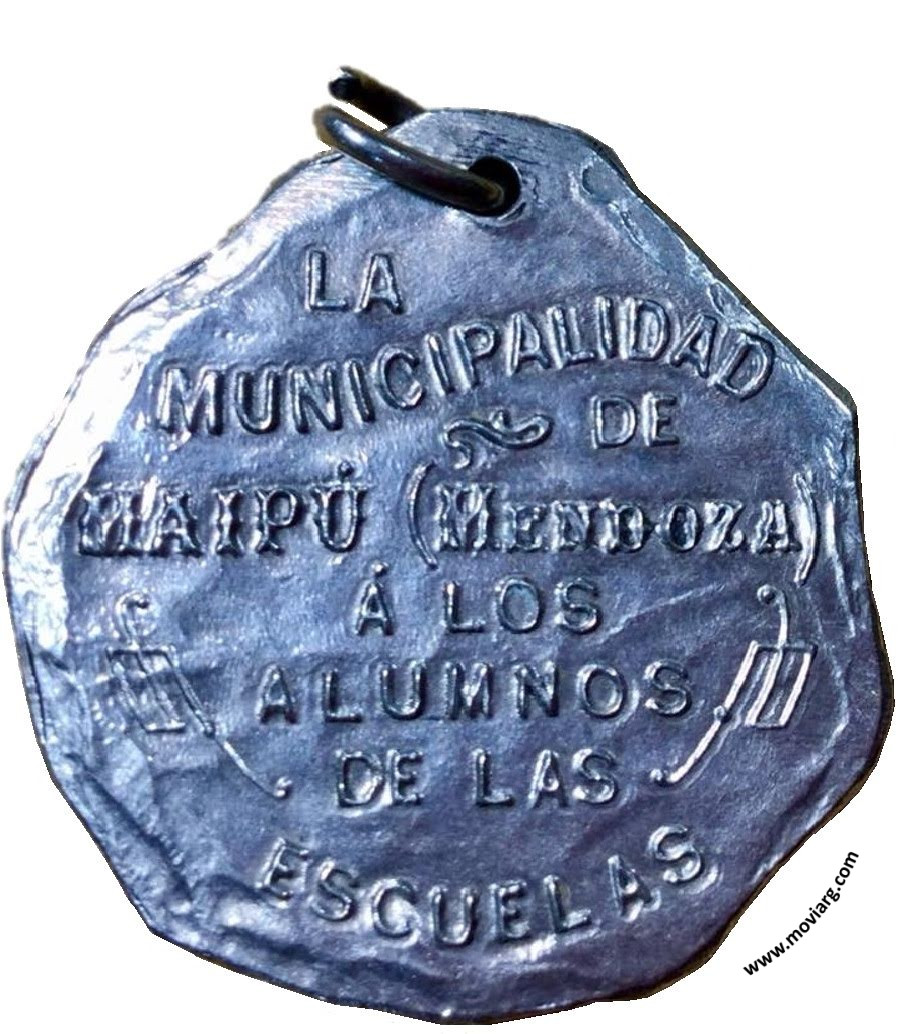 LA
MUNICIPALIDAD
DE
MAIPÚ (MENDOZA)
Á LOS
ALUMNOS
DE LAS
ESCUELAS
www.moviarg.com